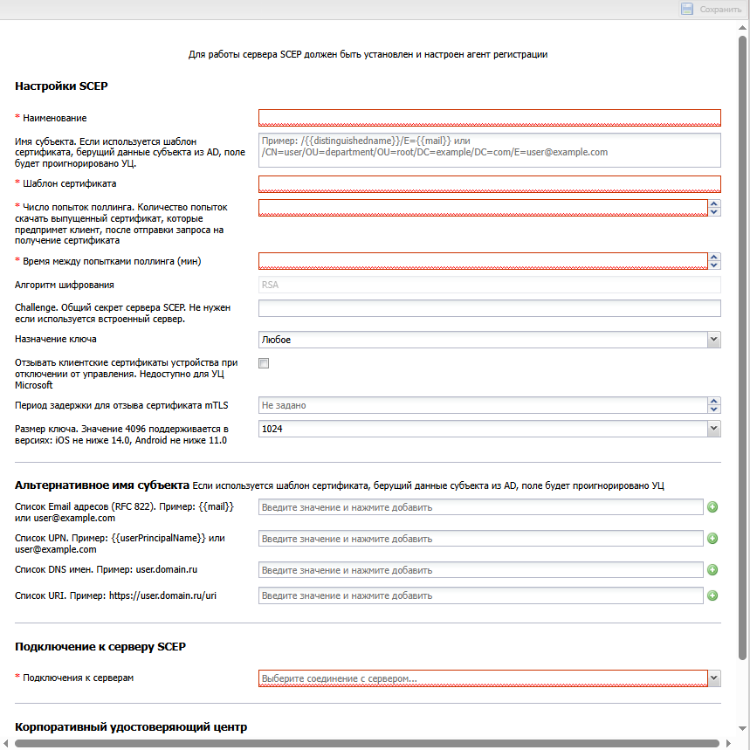 Сохранить
Для работы сервера SCEP должен быть установлен и настроен агент регистрации
Настройки SCEP
* Наименование
Имя субъекта. Если используется шаблон
сертификата, берущий данные субъекта из AD, поле
будет проигнорировано УЦ.
Пример: /{{distinguishedname}}/E={{mail}} или
/CN=user/OU=department/OU=root/DC=example/DC=com/E=user@example.com
* Шаблон сертификата
* Число попыток поллинга. Количество попыток
скачать выпущенный сертификат, которые
предпримет клиент, после отправки запроса на
получение сертификата
* Время между попытками поллинга (мин)
Алгоритм шифрования
RSA
Challenge. Общий секрет сервера SCEP. Не нужен
если используется встроенный сервер.
Назначение ключа
Любое
Отзывать клиентские сертификаты устройства при
отключении от управления. Недоступно для УЦ
Microsoft
Период задержки для отзыва сертификата mTLS
Не задано
Размер ключа. Значение 4096 поддерживается в
версиях: iOS не ниже 14.0, Android не ниже 11.0
1024
Альтернативное имя субъекта Если используется шаблон сертификата, берущий данные субъекта из AD, поле будет проигнорировано УЦ
Список Email адресов (RFC 822). Пример: {{mail}}
или user@example.com
Введите значение и нажмите добавить
Список UPN. Пример: {{userPrincipalName}} или
user@example.com
Введите значение и нажмите добавить
Список DNS имен. Пример: user.domain.ru
Введите значение и нажмите добавить
Список URI. Пример: https://user.domain.ru/uri
Введите значение и нажмите добавить
Подключение к серверу SCEP
* Подключения к серверам
Выберите соединение с сервером...
Корпоративный удостоверяющий центр